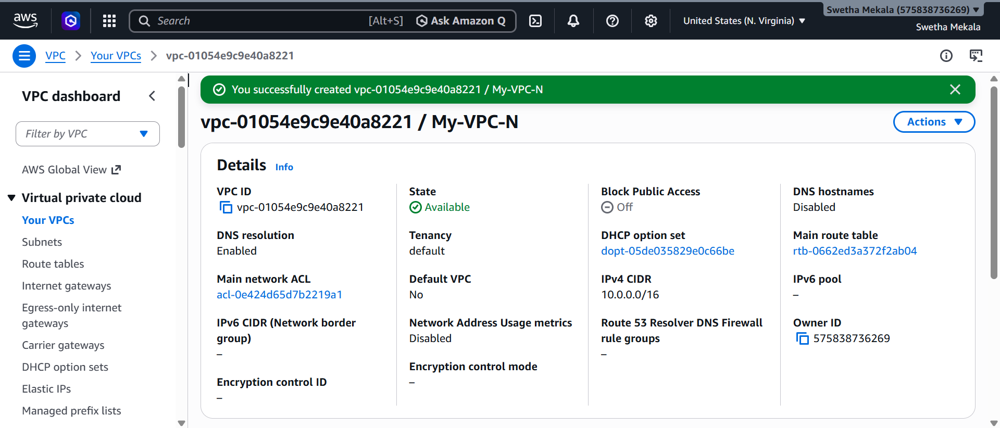 aws
Search
[Alt+S]
Ask Amazon Q
United States (N. Virginia)
Swetha Mekala (575838736269)
Swetha Mekala
VPC
Your VPCs
vpc-01054e9c9e40a8221
VPC dashboard
Filter by VPC
AWS Global View
Virtual private cloud
Your VPCs
Subnets
Route tables
Internet gateways
Egress-only internet
gateways
Carrier gateways
DHCP option sets
Elastic IPs
Managed prefix lists
You successfully created vpc-01054e9c9e40a8221 / My-VPC-N
vpc-01054e9c9e40a8221 / My-VPC-N
Actions
Details
Info
VPC ID
vpc-01054e9c9e40a8221
State
Available
Block Public Access
Off
DNS hostnames
Disabled
DNS resolution
Enabled
Tenancy
default
DHCP option set
dopt-05de035829e0c66be
Main route table
rtb-0662ed3a372f2ab04
Main network ACL
acl-0e424d65d7b2219a1
Default VPC
No
IPv4 CIDR
10.0.0.0/16
IPv6 pool
–
IPv6 CIDR (Network border
group)
–
Network Address Usage metrics
Disabled
Route 53 Resolver DNS Firewall
rule groups
–
Owner ID
575838736269
Encryption control ID
–
Encryption control mode
–